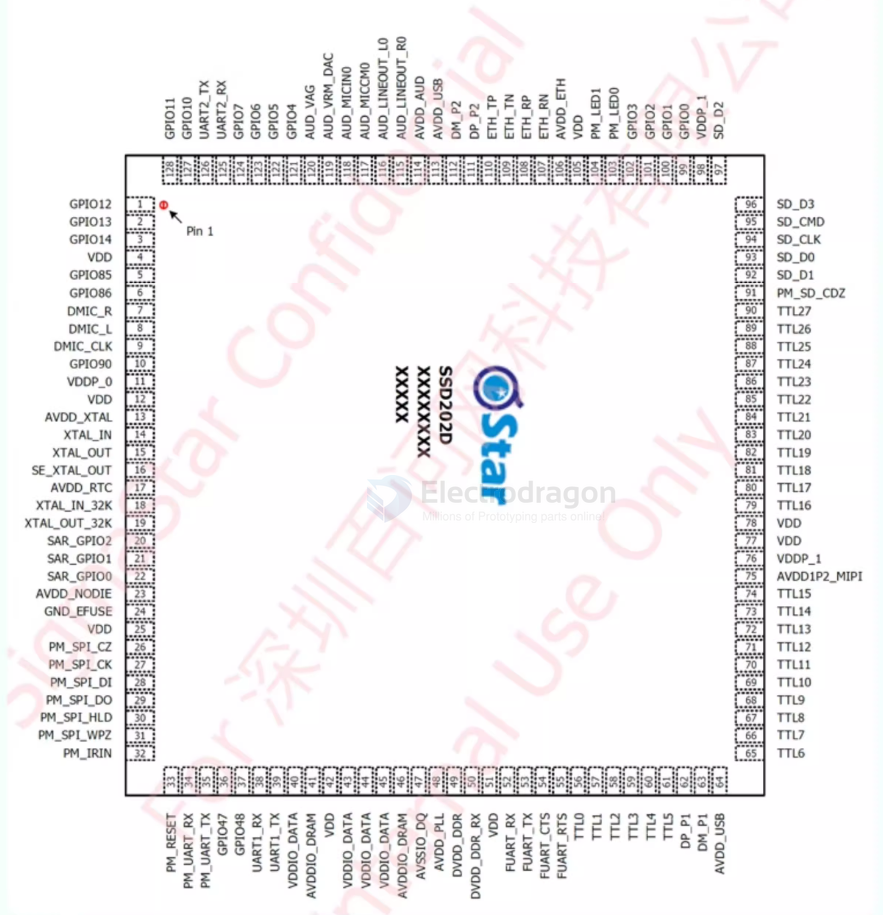 GPIO11
GPIO10
UART2_TX
UART2_RX
GPIO7
GPIO6
GPIO5
GPIO4
AUD_VAG
AUD_VRM_DAC
AUD_MICIN0
AUD_MICCM0
AUD_LINEOUT_L0
AUD_LINEOUT_R0
AVDD_AUD
AVDD_USB
DM_P2
DP_P2
ETH_TP
ETH_TN
ETH_RP
ETH_RN
AVDD_ETH
VDD
PM_LED1
PM_LED0
GPIO3
GPIO2
GPIO1
GPIO0
VDDP_1
SD_D2
128 127 126 125 124 123 122 121 120 119 118 117 116 115 114 113 112 111 110 109 108 107 106 105 104 103 102 101 100 99 98 97
GPIO12 1
GPIO13 2
GPIO14 3
VDD 4
GPIO85 5
GPIO86 6
DMIC_R 7
DMIC_L 8
DMIC_CLK 9
GPIO90 10
VDDP_0 11
VDD 12
AVDD_XTAL 13
XTAL_IN 14
XTAL_OUT 15
SE_XTAL_OUT 16
AVDD_RTC 17
XTAL_IN_32K 18
XTAL_OUT_32K 19
SAR_GPIO2 20
SAR_GPIO1 21
SAR_GPIO0 22
AVDD_NODIE 23
GND_EFUSE 24
VDD 25
PM_SPI_CZ 26
PM_SPI_CK 27
PM_SPI_DI 28
PM_SPI_DO 29
PM_SPI_HLD 30
PM_SPI_WPZ 31
PM_IRIN 32
Pin 1
Star
SSD202D
XXXXXXXX
XXXXX
Electrodragon
Millions of Prototyping parts online!
SigmaStar Confidential
For 深圳百问网科技有限公司
Internal Use Only
96 SD_D3
95 SD_CMD
94 SD_CLK
93 SD_D0
92 SD_D1
91 PM_SD_CDZ
90 TTL27
89 TTL26
88 TTL25
87 TTL24
86 TTL23
85 TTL22
84 TTL21
83 TTL20
82 TTL19
81 TTL18
80 TTL17
79 TTL16
78 VDD
77 VDD
76 VDDP_1
75 AVDD1P2_MIPI
74 TTL15
73 TTL14
72 TTL13
71 TTL12
70 TTL11
69 TTL10
68 TTL9
67 TTL8
66 TTL7
65 TTL6
33 34 35 36 37 38 39 40 41 42 43 44 45 46 47 48 49 50 51 52 53 54 55 56 57 58 59 60 61 62 63 64
PM_RESET
PM_UART_RX
PM_UART_TX
GPIO47
GPIO48
UART1_RX
UART1_TX
VDDIO_DATA
AVDDIO_DRAM
VDD
VDDIO_DATA
VDDIO_DATA
VDDIO_DATA
AVDDIO_DRAM
AVSSIO_DQ
AVDD_PLL
DVDD_DDR
DVDD_DDR_RX
VDD
FUART_RX
FUART_TX
FUART_CTS
FUART_RTS
TTL0
TTL1
TTL2
TTL3
TTL4
TTL5
DP_P1
DM_P1
AVDD_USB